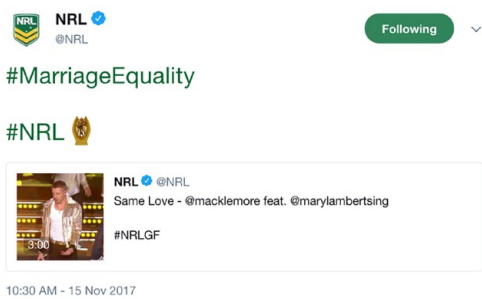 NRL
NRL
@NRL
Following
#MarriageEquality
#NRL
NRL @NRL
Same Love - @macklemore feat. @marylambertsing
#NRLGF
3:00
10:30 AM - 15 Nov 2017